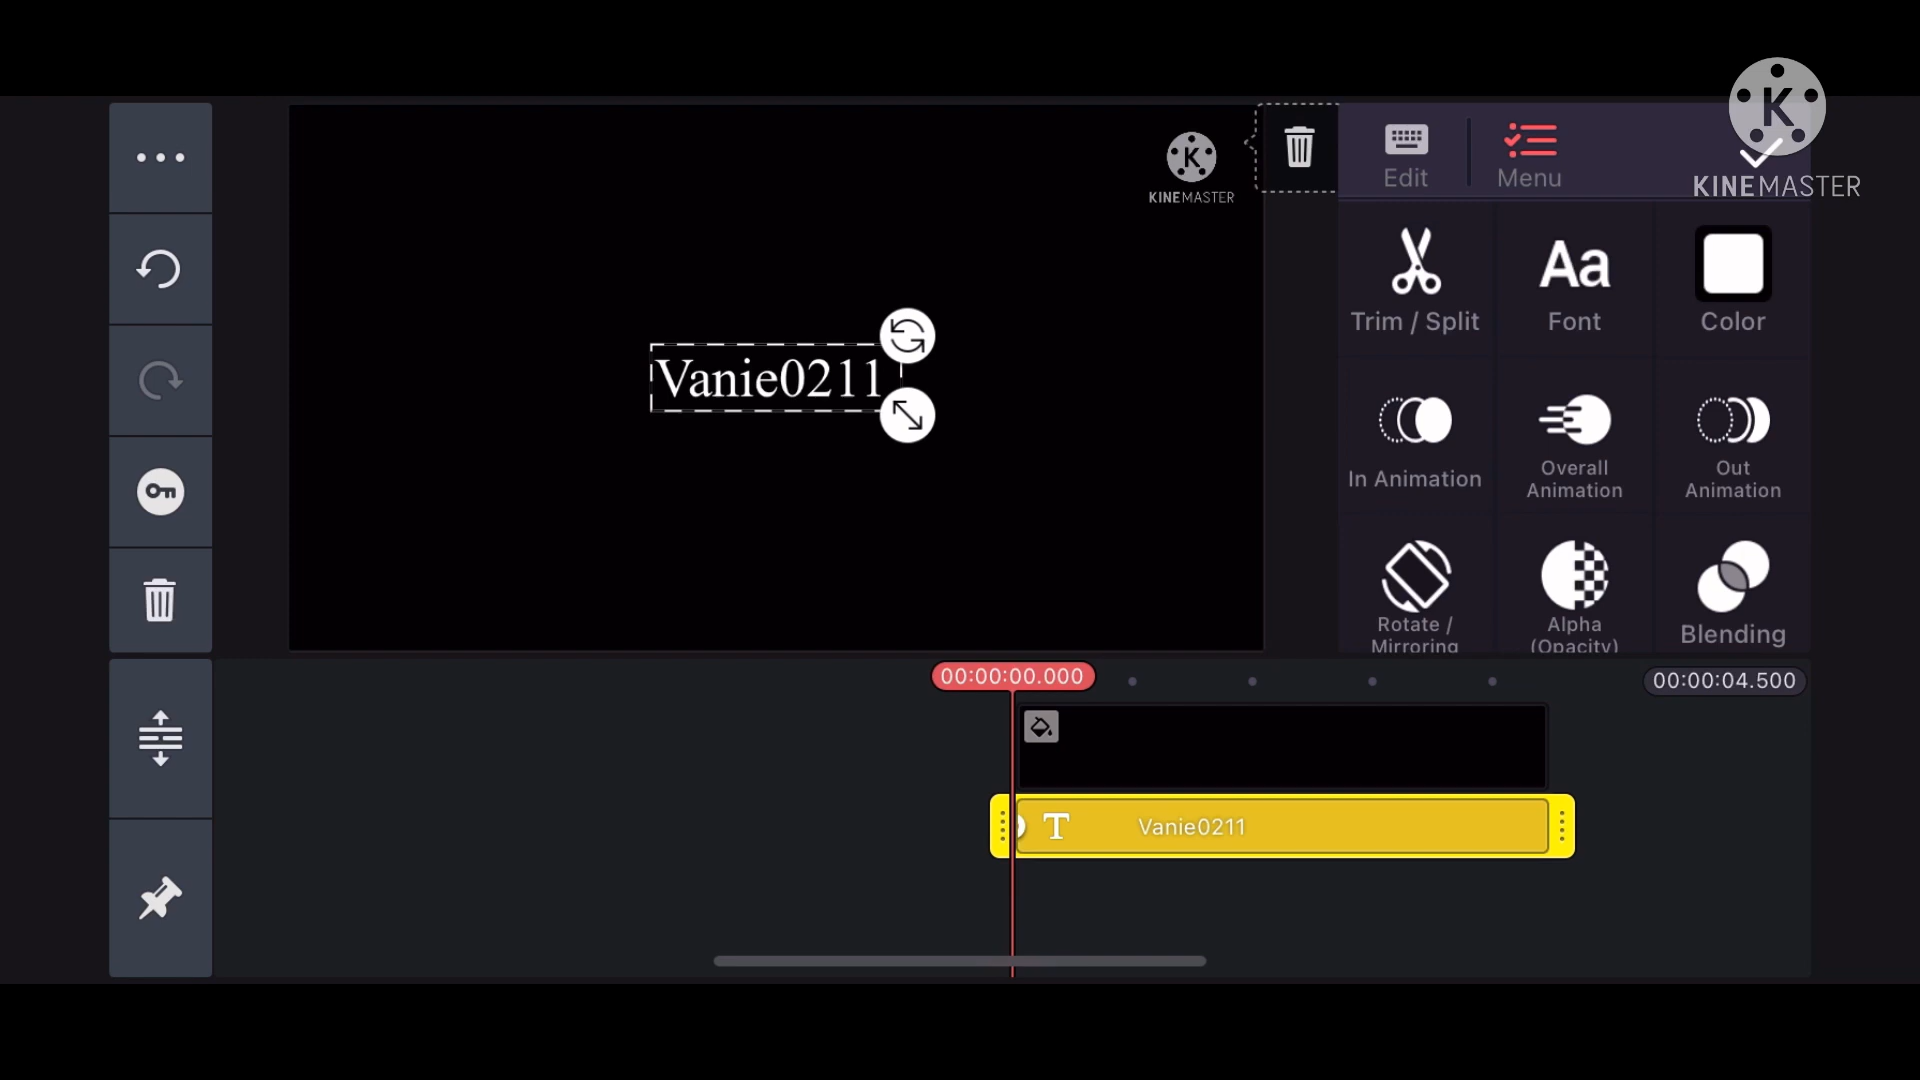 KINEMASTER
Edit
Menu
KINEMASTER
Trim / Split
Aa
Font
Color
Vanie0211
In Animation
Overall
Animation
Out
Animation
Rotate /
Mirroring
Alpha
(Opacity)
Blending
00:00:00.000
00:00:04.500
T
Vanie0211